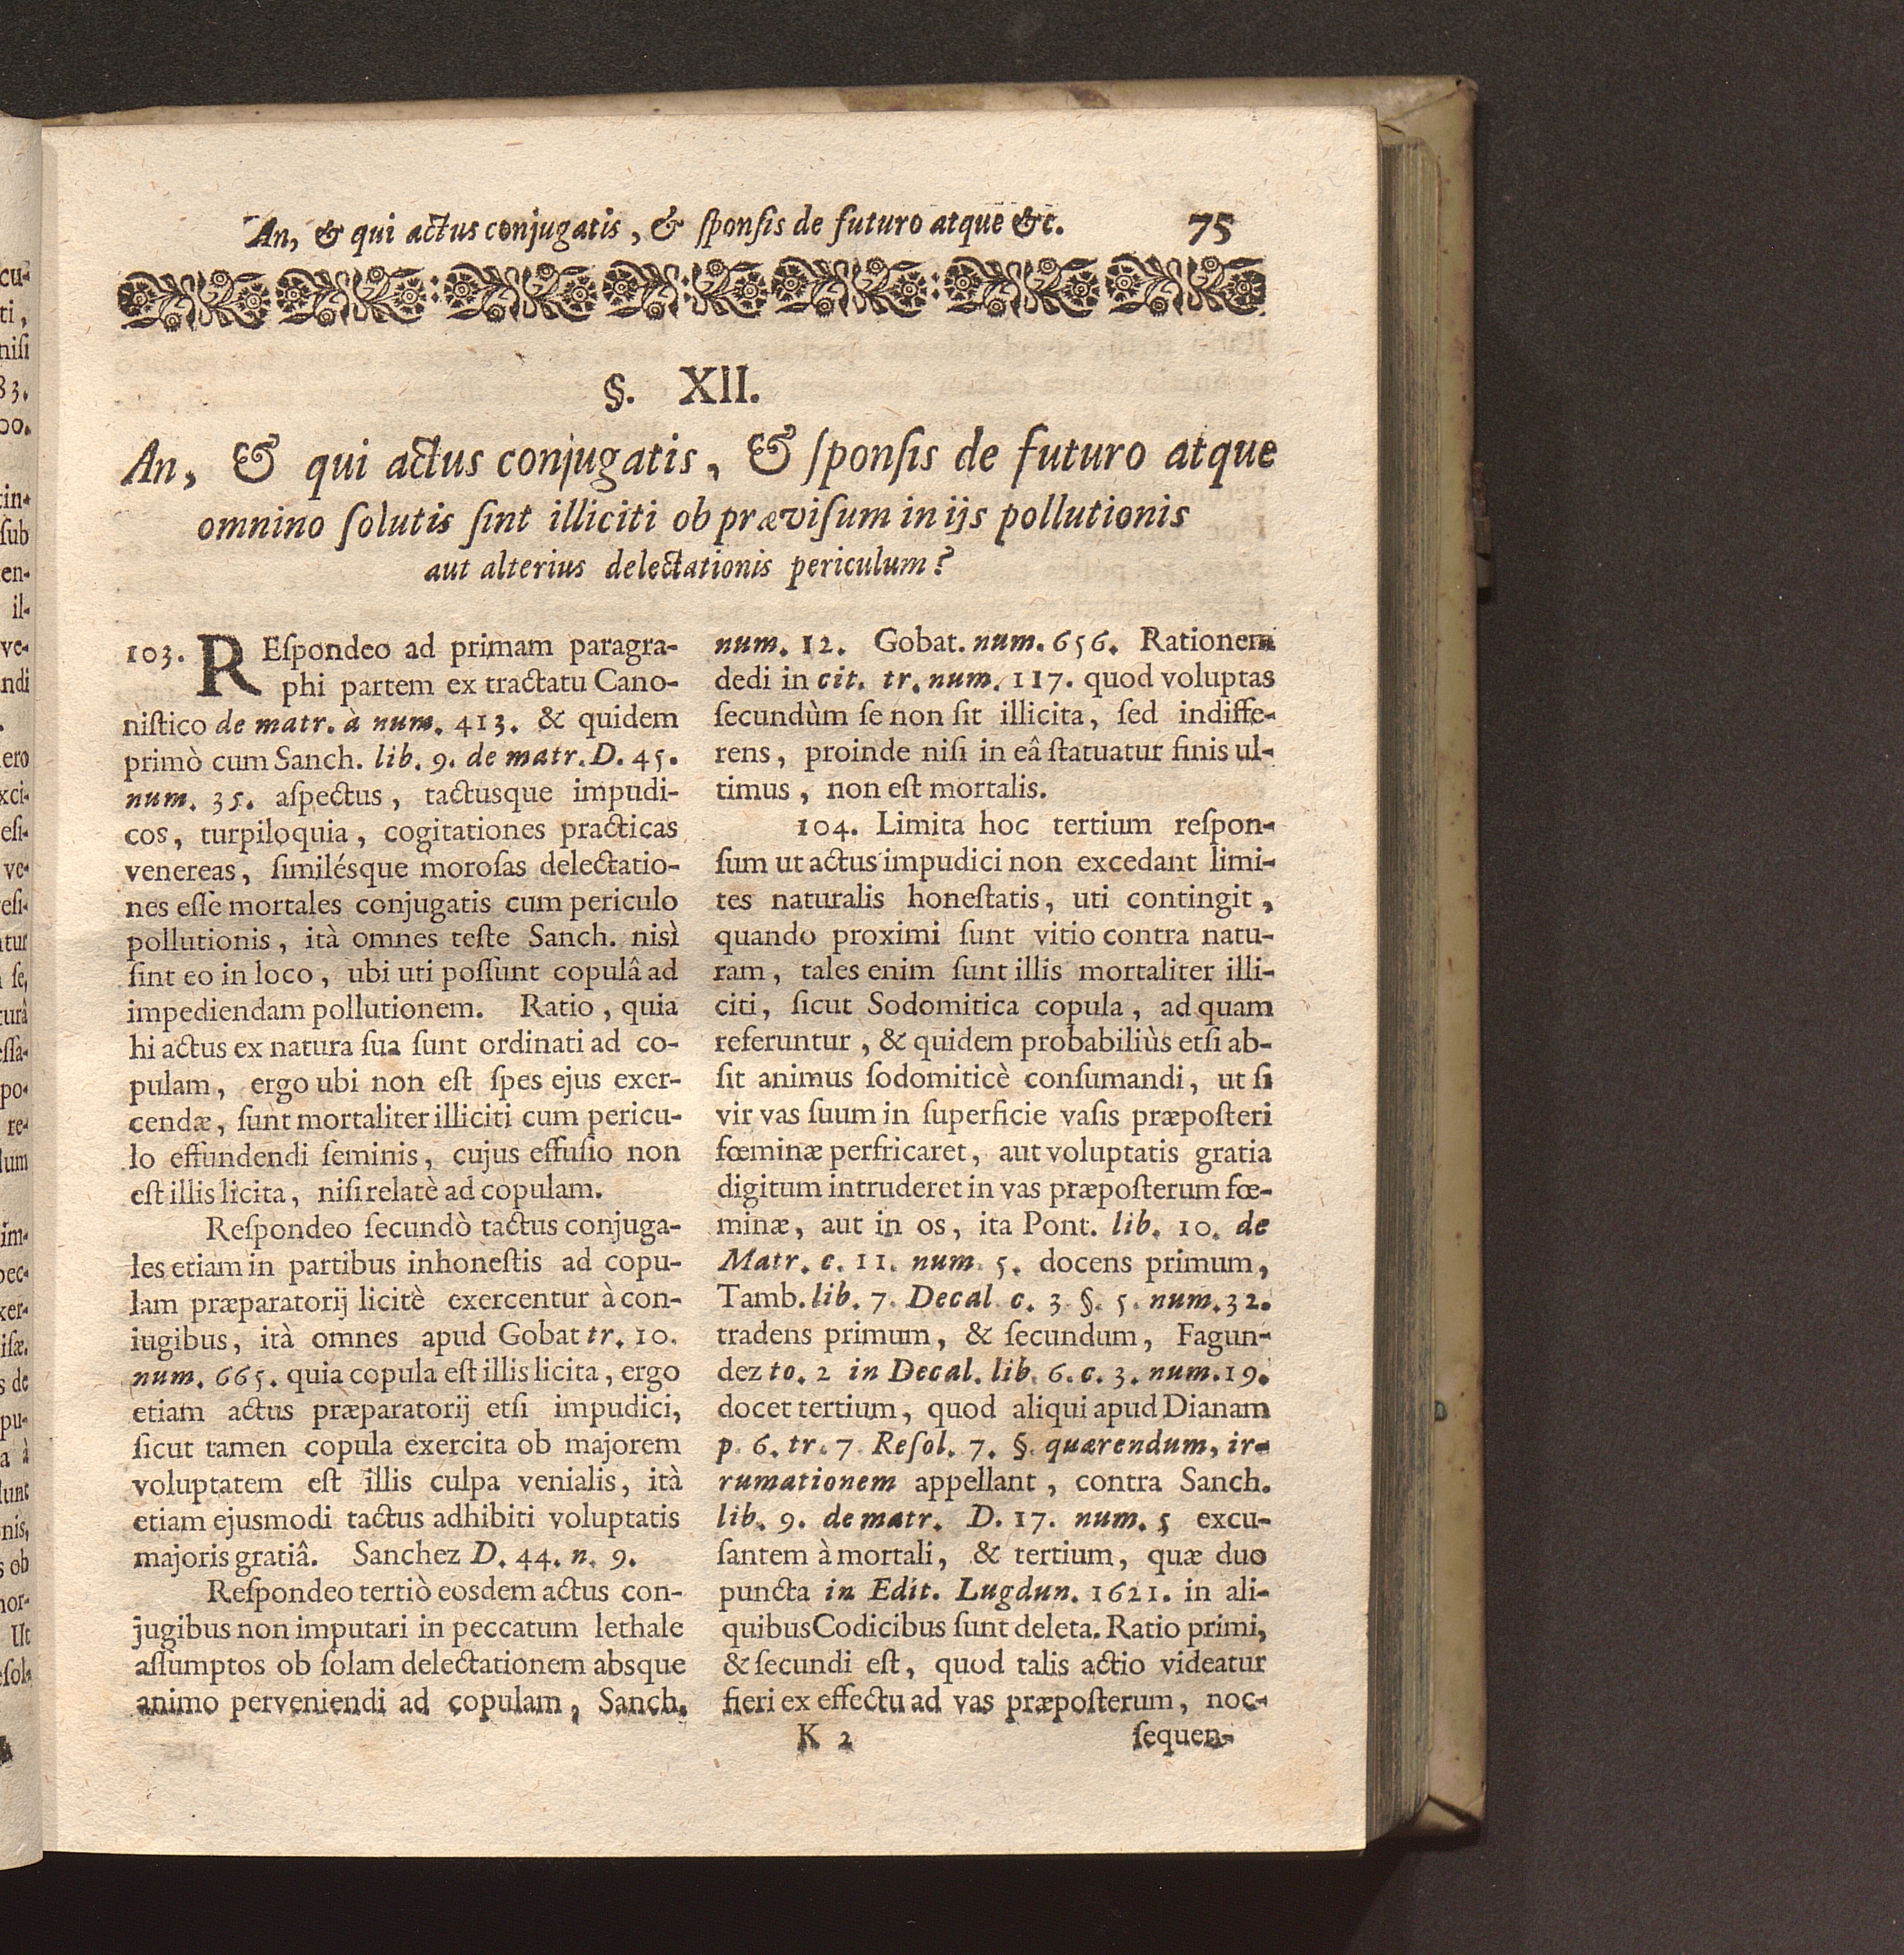 An, & qui actus conjugatis, & ſponſis de futuro atque &c. 75
§. XII.
An, & qui actus conjugatis, & ſponſis de futuro atque
omnino ſolutis ſint illiciti ob præviſum in ijs pollutionis
aut alterius delectationis periculum?
103. REſpondeo ad primam paragra-
phi partem ex tractatu Cano-
niſtico de matr. à num. 413. & quidem
primò cum Sanch. lib. 9. de matr. D. 45.
num. 35. aſpectus, tactusque impudi-
cos, turpiloquia, cogitationes practicas
venereas, ſimilésque moroſas delectatio-
nes eſſe mortales conjugatis cum periculo
pollutionis, ità omnes teſte Sanch. nisì
ſint eo in loco, ubi uti poſſunt copulâ ad
impediendam pollutionem. Ratio, quia
hi actus ex natura ſua ſunt ordinati ad co-
pulam, ergo ubi non eſt ſpes ejus exer-
cendæ, ſunt mortaliter illiciti cum pericu-
lo effundendi ſeminis, cujus effuſio non
eſt illis licita, niſi relatè ad copulam.
Reſpondeo ſecundò tactus conjuga-
les etiam in partibus inhoneſtis ad copu-
lam præparatorij licitè exercentur à con-
iugibus, ità omnes apud Gobat tr. 10.
num. 665. quia copula eſt illis licita, ergo
etiam actus præparatorij etſi impudici,
ſicut tamen copula exercita ob majorem
voluptatem eſt illis culpa venialis, ità
etiam ejusmodi tactus adhibiti voluptatis
majoris gratiâ. Sanchez D. 44. n. 9.
Reſpondeo tertiò eosdem actus con-
jugibus non imputari in peccatum lethale
aſſumptos ob ſolam delectationem absque
animo perveniendi ad copulam, Sanch.
num. 12. Gobat. num. 656. Rationem
dedi in cit. tr. num. 117. quod voluptas
ſecundùm ſe non ſit illicita, ſed indiffe-
rens, proinde niſi in eâ ſtatuatur finis ul-
timus, non eſt mortalis.
104. Limita hoc tertium reſpon-
ſum ut actus impudici non excedant limi-
tes naturalis honeſtatis, uti contingit,
quando proximi ſunt vitio contra natu-
ram, tales enim ſunt illis mortaliter illi-
citi, ſicut Sodomitica copula, ad quam
referuntur, & quidem probabiliùs etſi ab-
ſit animus ſodomiticè conſumandi, ut ſi
vir vas ſuum in ſuperficie vaſis præpoſteri
fœminæ perfricaret, aut voluptatis gratia
digitum intruderet in vas præpoſterum fœ-
minæ, aut in os, ita Pont. lib. 10. de
Matr. c. 11. num. 5. docens primum,
Tamb. lib. 7. Decal c. 3. §. 5. num. 32.
tradens primum, & ſecundum, Fagun-
dez to. 2 in Decal. lib. 6. c. 3. num. 19.
docet tertium, quod aliqui apud Dianam
p. 6. tr. 7 Reſol. 7. §. quærendum, ir-
rumationem appellant, contra Sanch.
lib. 9. de matr. D. 17. num. 5 excu-
ſantem à mortali, & tertium, quæ duo
puncta in Edit. Lugdun. 1621. in ali-
quibus Codicibus ſunt deleta. Ratio primi,
& ſecundi eſt, quod talis actio videatur
fieri ex effectu ad vas præpoſterum, noc-
K 2 ſequen-